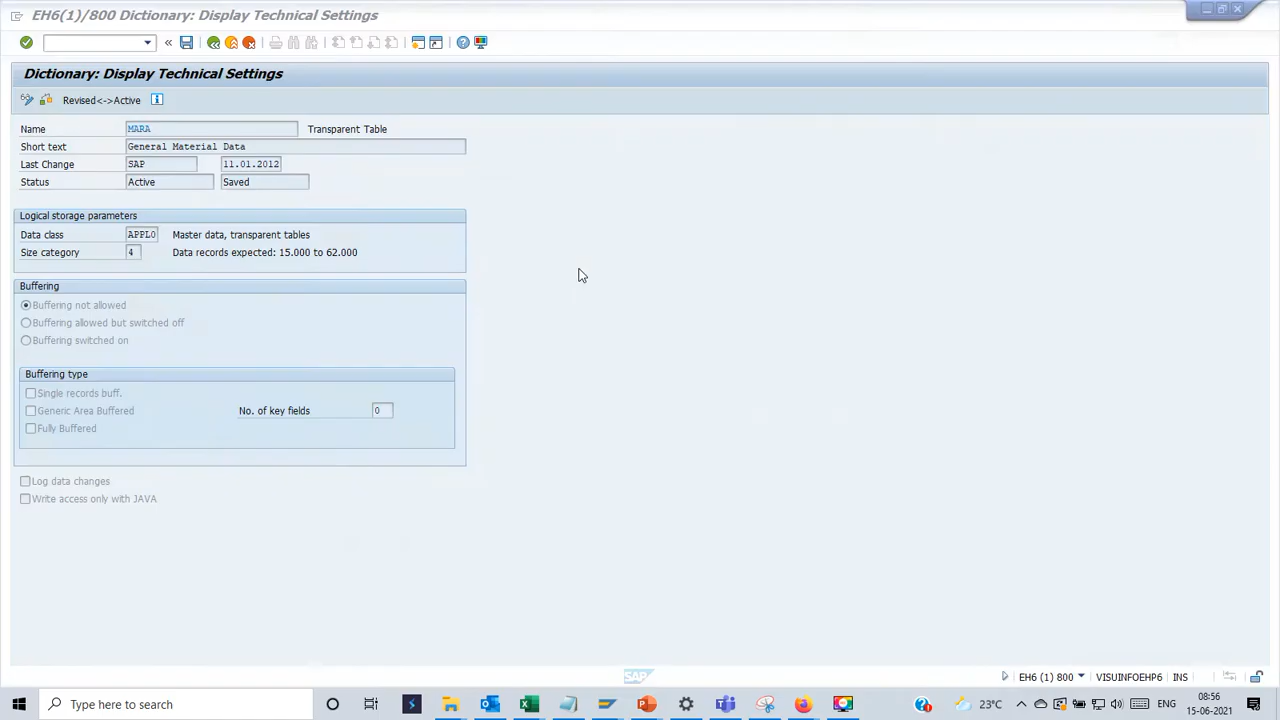 EH6(1)/800 Dictionary: Display Technical Settings
Dictionary: Display Technical Settings
Revised<->Active
Name MARA Transparent Table
Short text General Material Data
Last Change SAP 11.01.2012
Status Active Saved
Logical storage parameters
Data class APPL0 Master data, transparent tables
Size category 4 Data records expected: 15.000 to 62.000
Buffering
Buffering not allowed
Buffering allowed but switched off
Buffering switched on
Buffering type
Single records buff.
Generic Area Buffered No. of key fields 0
Fully Buffered
Log data changes
Write access only with JAVA
SAP
EH6 (1) 800 VISUINFOEHP6 INS
Type here to search
23°C ENG
08:56
15-06-2021